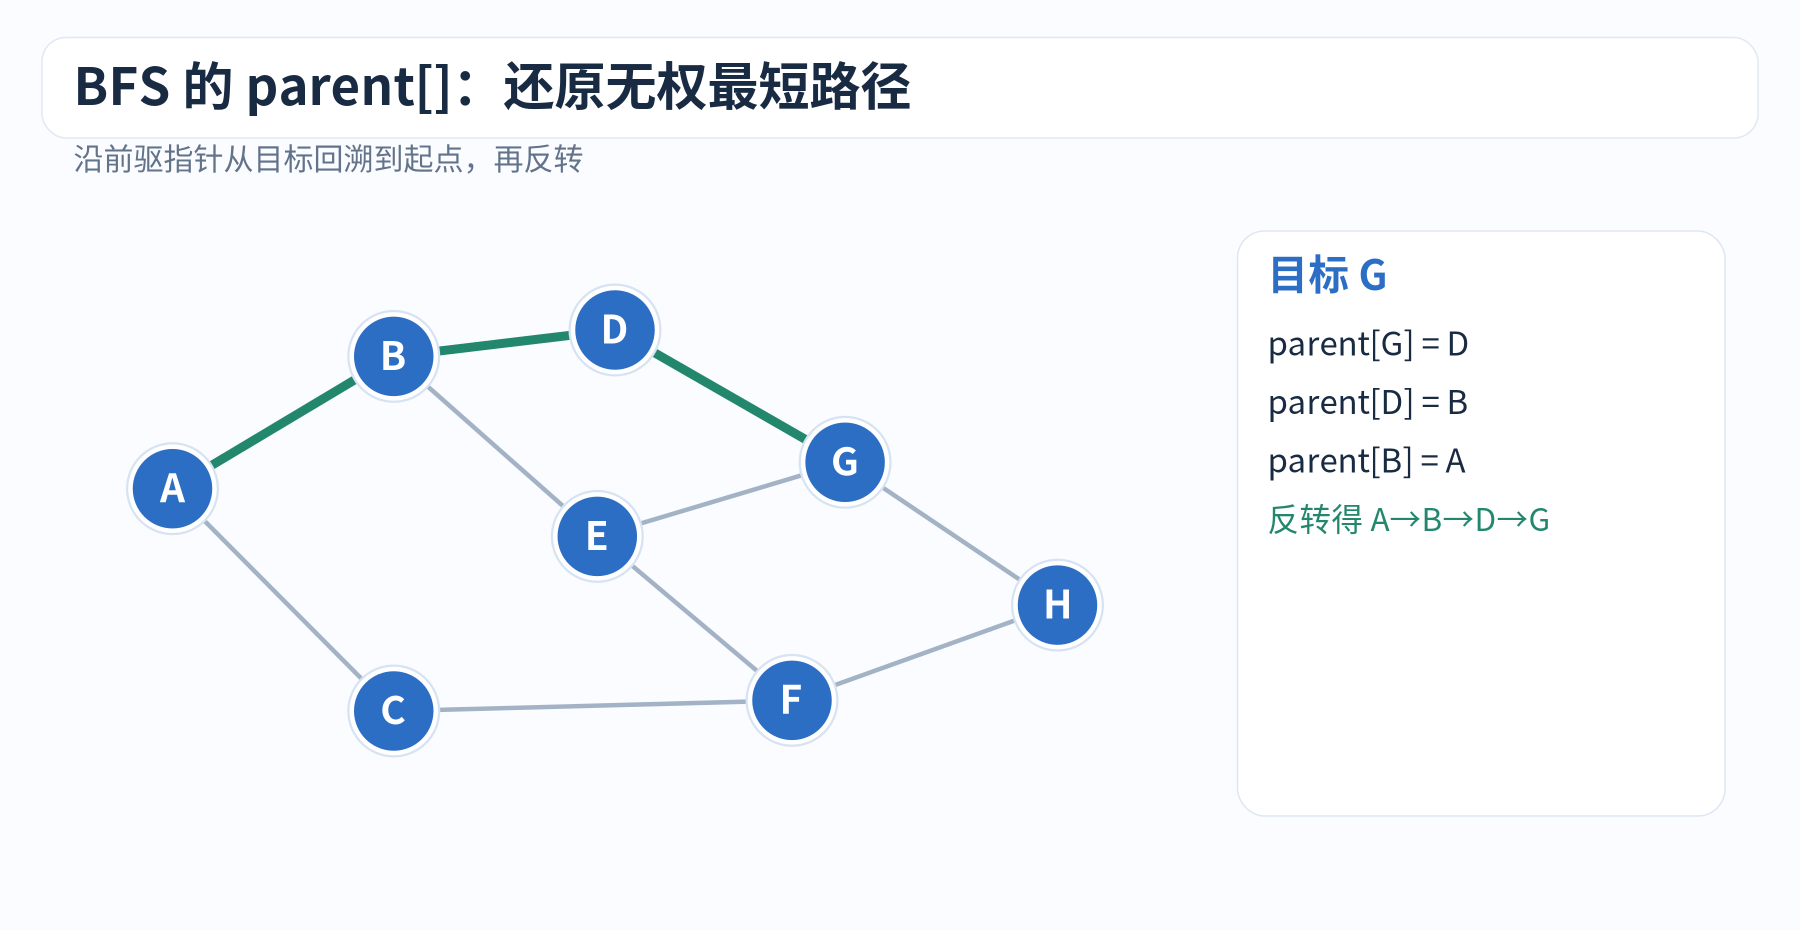 BFS 的 parent[]：还原无权最短路径
沿前驱指针从目标回溯到起点，再反转
目标 G
parent[G] = D
parent[D] = B
parent[B] = A
反转得 A→B→D→G
D
B
G
A
E
H
F
C